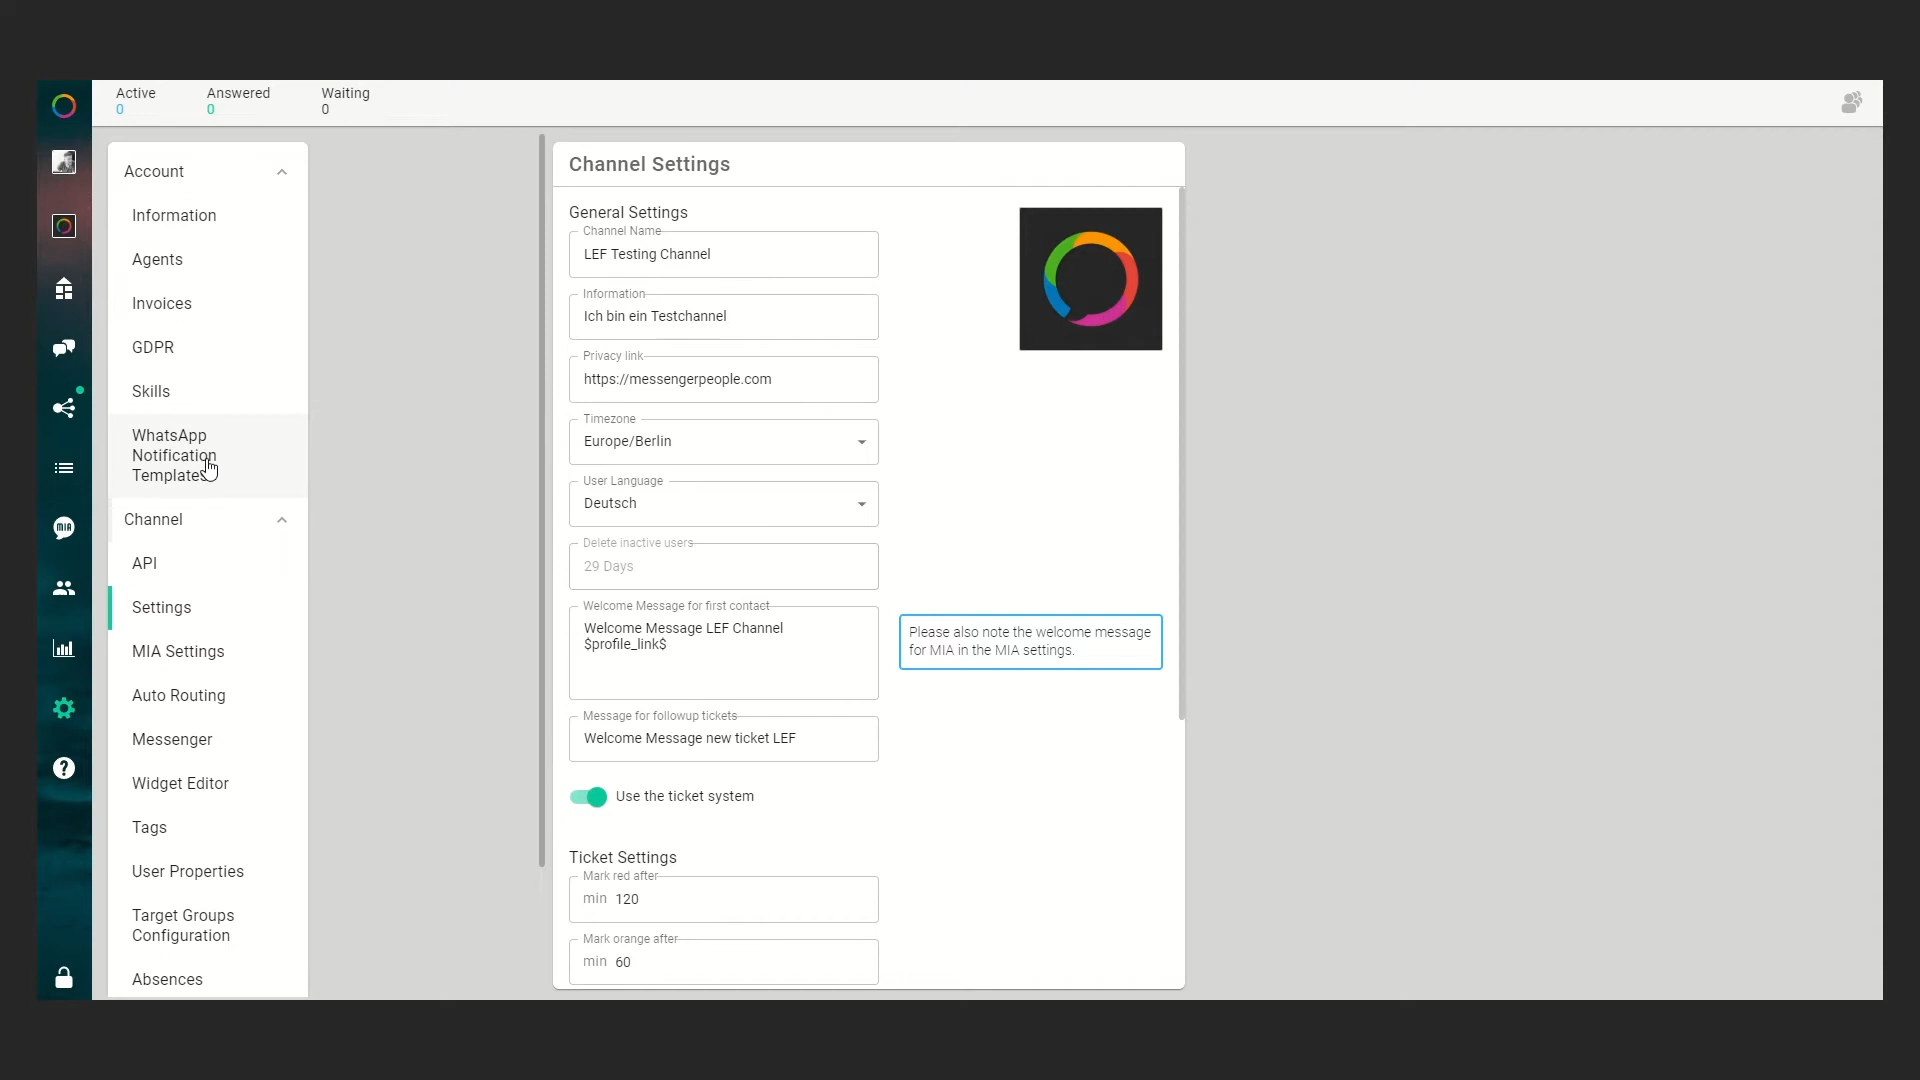 Active
0
Answered
0
Waiting
0
Account
Information
Agents
Invoices
GDPR
Skills
WhatsApp
Notification
Templates
Channel
API
Settings
MIA Settings
Auto Routing
Messenger
Widget Editor
Tags
User Properties
Target Groups
Configuration
Absences
MIA
Channel Settings
General Settings
Channel Name
LEF Testing Channel
Information
Ich bin ein Testchannel
Privacy link
https://messengerpeople.com
Timezone
Europe/Berlin
User Language
Deutsch
Delete inactive users
29 Days
Welcome Message for first contact
Welcome Message LEF Channel
$profile_link$
Please also note the welcome message
for MIA in the MIA settings.
Message for followup tickets
Welcome Message new ticket LEF
Use the ticket system
Ticket Settings
Mark red after
min 120
Mark orange after
min 60